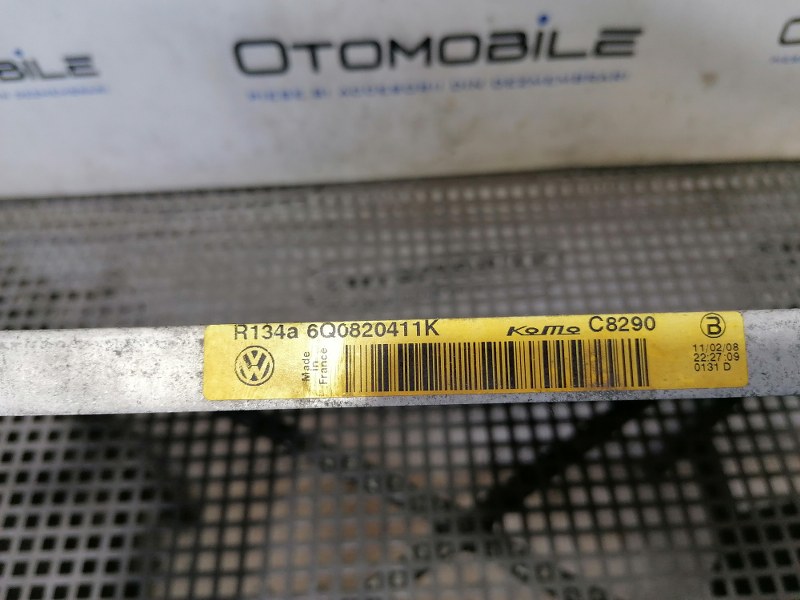 OTOMOBILE
R134a 6Q0820411K KoMo C8290 B
Made in France
11/02/08
22:27:09
0131 D